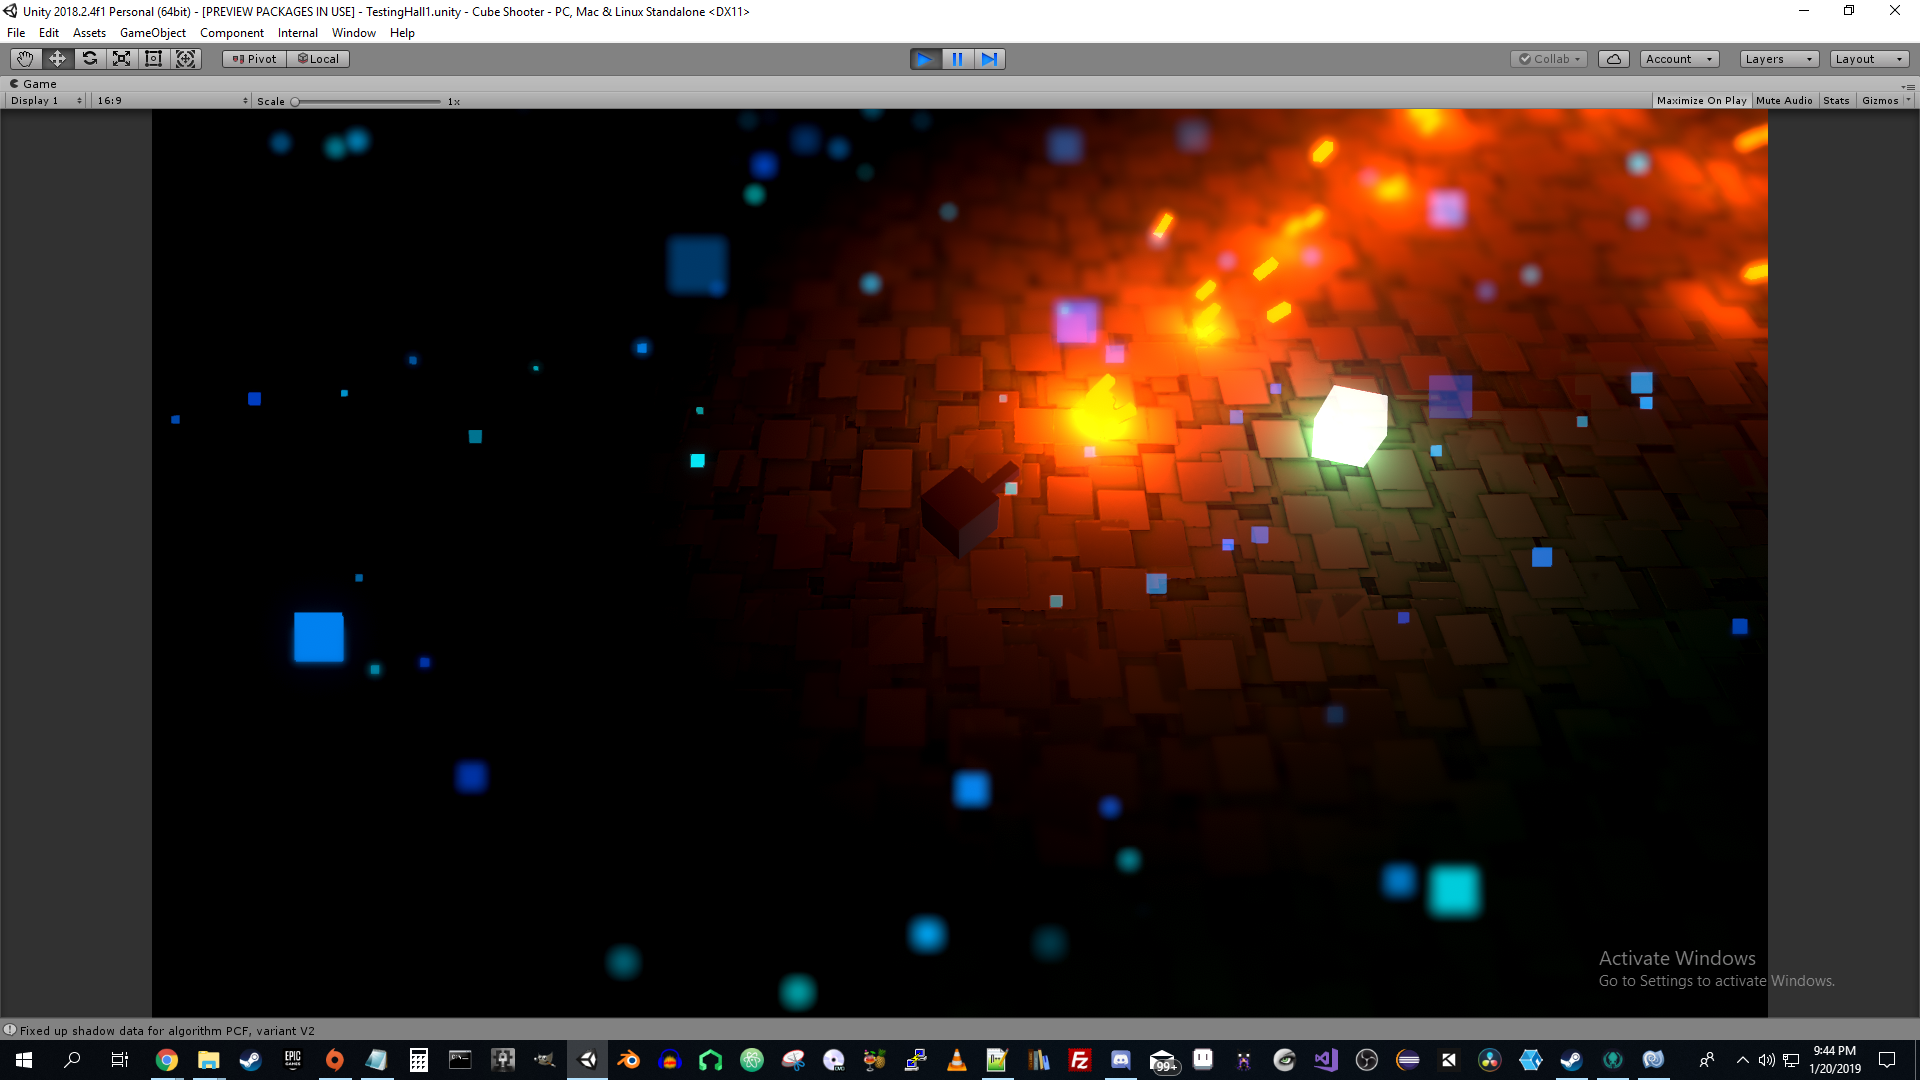 Unity 2018.2.4f1 Personal (64bit) - [PREVIEW PACKAGES IN USE] - TestingHall1.unity - Cube Shooter - PC, Mac & Linux Standalone <DX11>
File Edit Assets GameObject Component Internal Window Help
Pivot Local Collab Account Layers Layout
Game
Display 1 16:9 Scale 1x Maximize On Play Mute Audio Stats Gizmos
Activate Windows
Go to Settings to activate Windows.
Fixed up shadow data for algorithm PCF, variant V2
EPIC GAMES
99+
9:44 PM
1/20/2019